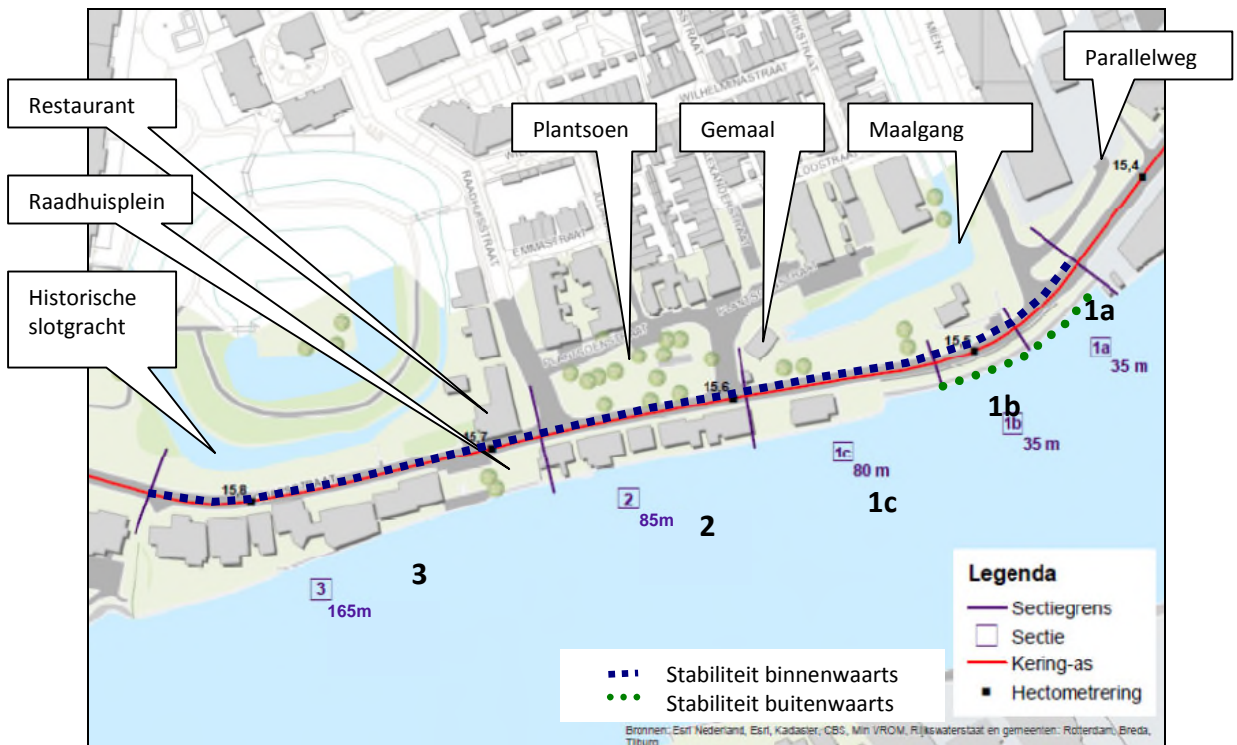 Parallelweg
Restaurant
Plantsoen
Gemaal
Maalgang
Raadhuisplein
Historische
slotgracht
WILHELMINASTRAAT
MIENT
RAADHUISSTRAAT
EMMASTRAAT
PLANTSOENSTRAAT
15,4
15,5
15,6
15,7
15,8
1a
1a
35 m
1b
1b
35 m
1c
80 m
1c
2
85m
2
3
165m
3
Legenda
Sectiegrens
Sectie
Kering-as
Hectometrering
Stabiliteit binnenwaarts
Stabiliteit buitenwaarts
Bronnen: Esri Nederland, Esri, Kadaster, CBS, Min VROM, Rijkswaterstaat en gemeenten: Rotterdam, Breda,
Tilburg